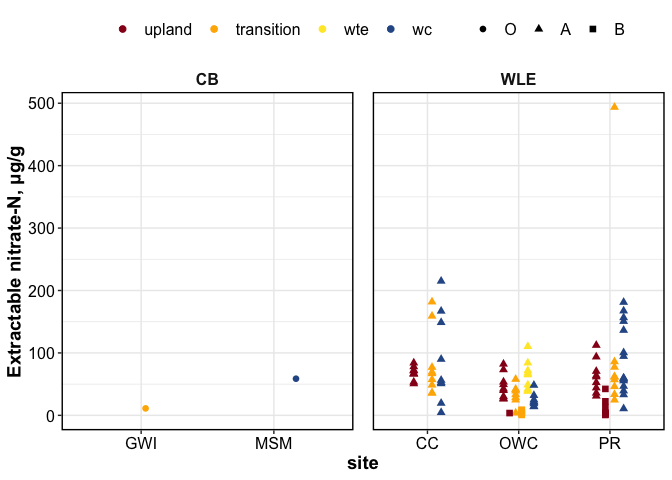 upland transition wte wc O A B
CB WLE
Extractable nitrate-N, µg/g
500
400
300
200
100
0
GWI MSM CC OWC PR
site